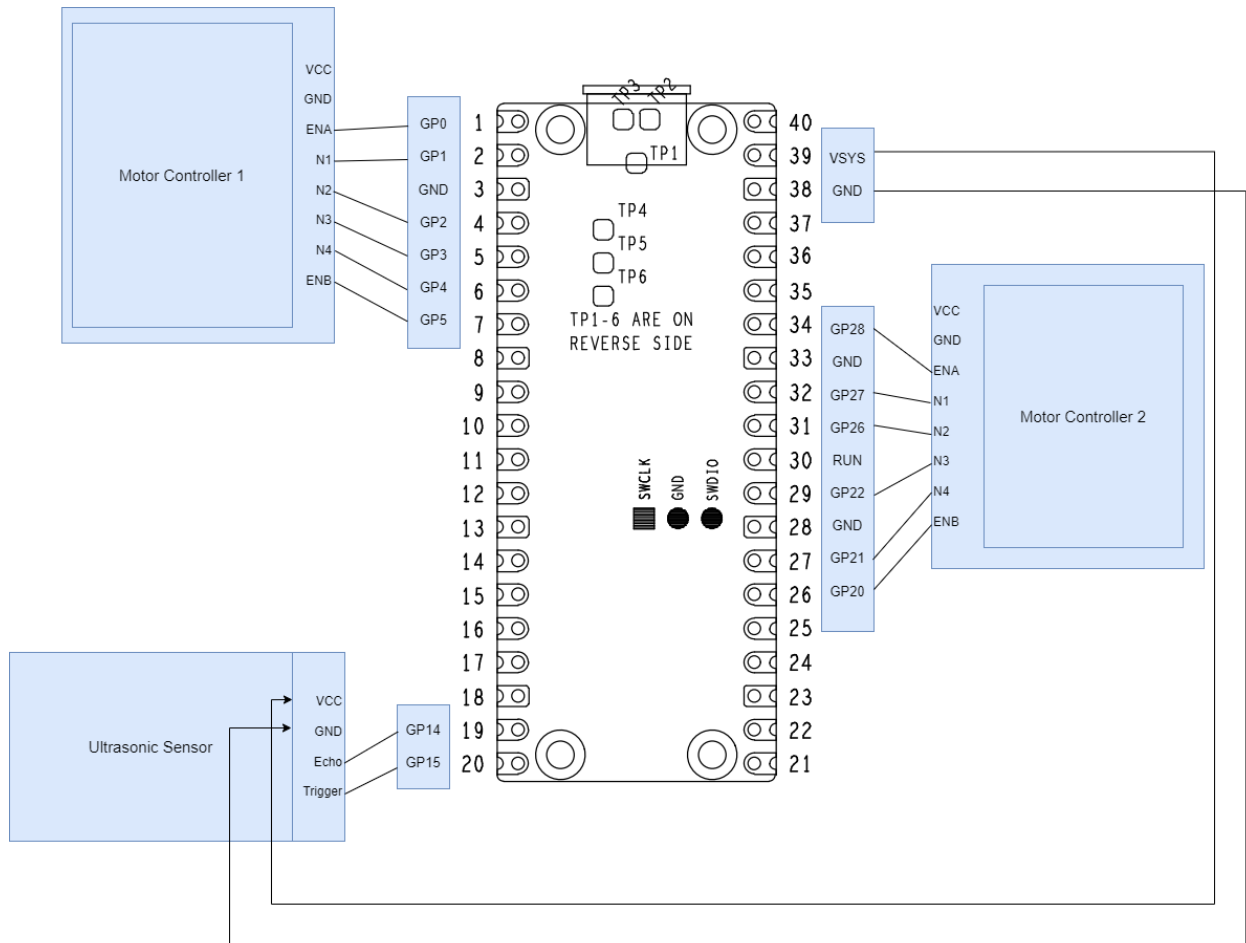 Motor Controller 1
VCC
GND
ENA
N1
N2
N3
N4
ENB
GP0
GP1
GND
GP2
GP3
GP4
GP5
1
2
3
4
5
6
7
8
9
10
11
12
13
14
15
16
17
18
19
20
TP3
TP2
TP1
TP4
TP5
TP6
TP1-6 ARE ON
REVERSE SIDE
SWCLK
GND
SWDIO
40
39
38
37
36
35
34
33
32
31
30
29
28
27
26
25
24
23
22
21
VSYS
GND
GP28
GND
GP27
GP26
RUN
GP22
GND
GP21
GP20
VCC
GND
ENA
N1
N2
N3
N4
ENB
Motor Controller 2
Ultrasonic Sensor
VCC
GND
Echo
Trigger
GP14
GP15